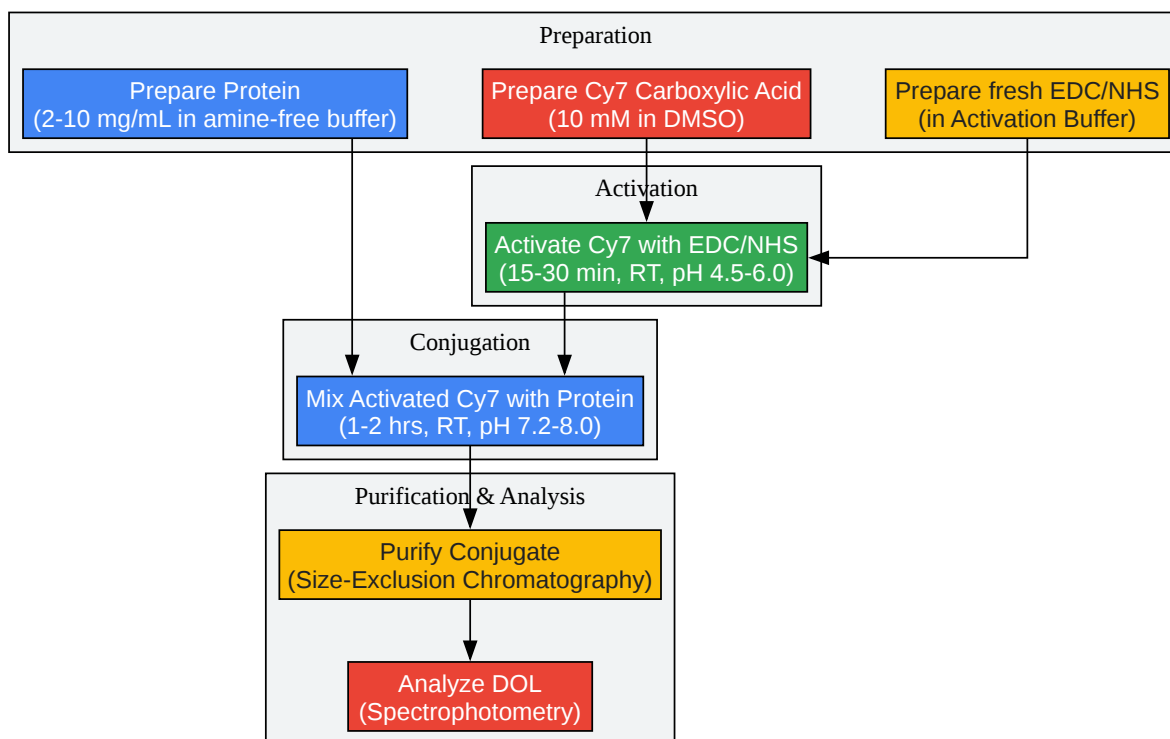 Preparation
Prepare Protein
(2-10 mg/mL in amine-free buffer)
Prepare Cy7 Carboxylic Acid
(10 mM in DMSO)
Prepare fresh EDC/NHS
(in Activation Buffer)
Activation
Activate Cy7 with EDC/NHS
(15-30 min, RT, pH 4.5-6.0)
Conjugation
Mix Activated Cy7 with Protein
(1-2 hrs, RT, pH 7.2-8.0)
Purification & Analysis
Purify Conjugate
(Size-Exclusion Chromatography)
Analyze DOL
(Spectrophotometry)